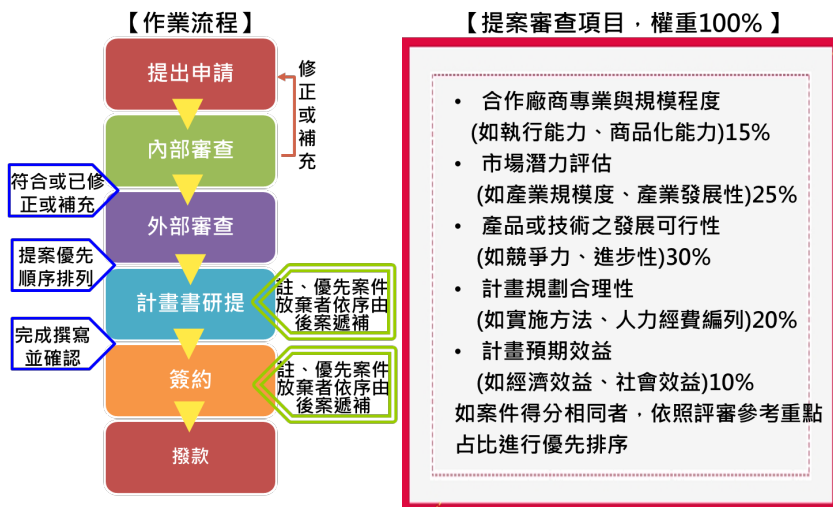 【作業流程】
提出申請
修正或補充
內部審查
符合或已修
正或補充
外部審查
提案優先
順序排列
計畫書研提
註、優先案件
放棄者依序由
後案遞補
完成撰寫
並確認
簽約
註、優先案件
放棄者依序由
後案遞補
撥款
【提案審查項目，權重100% 】
• 合作廠商專業與規模程度
(如執行能力、商品化能力)15%
• 市場潛力評估
(如產業規模度、產業發展性)25%
• 產品或技術之發展可行性
(如競爭力、進步性)30%
• 計畫規劃合理性
(如實施方法、人力經費編列)20%
• 計畫預期效益
(如經濟效益、社會效益)10%
如案件得分相同者，依照評審參考重點
占比進行優先排序